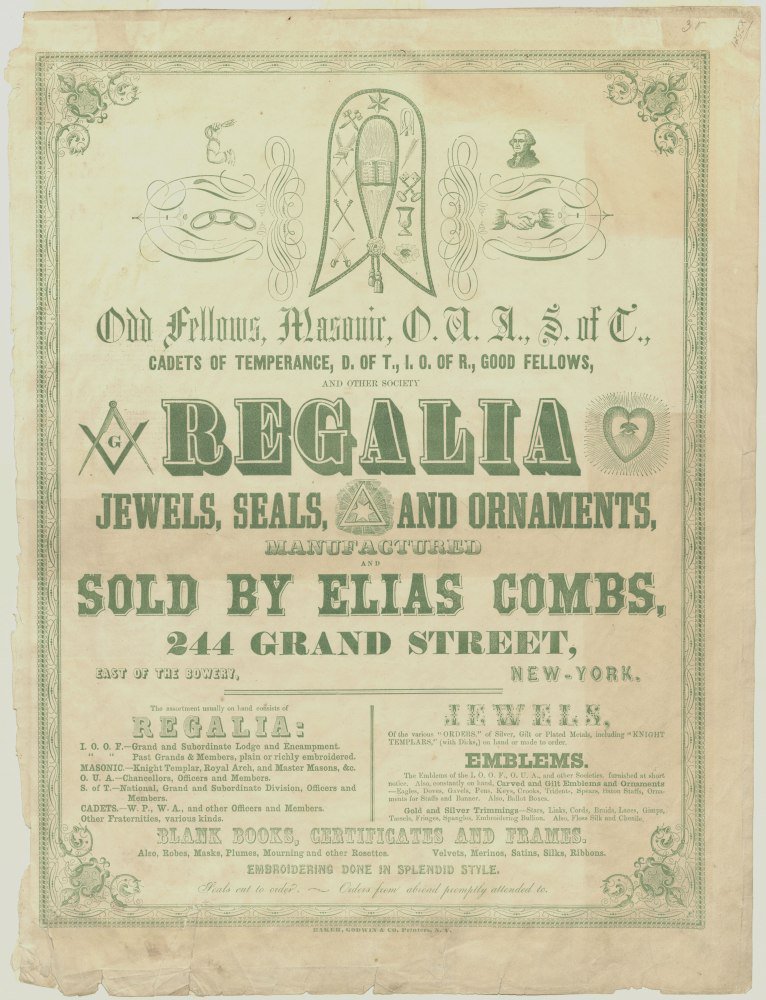 35
Odd Fellows, Masonic, O. U. A., S. of T.,
CADETS OF TEMPERANCE, D. OF T., I. O. OF R., GOOD FELLOWS,
AND OTHER SOCIETY
G
REGALIA
JEWELS, SEALS, AND ORNAMENTS,
MANUFACTURED
AND
SOLD BY ELIAS COMBS,
244 GRAND STREET,
EAST OF THE BOWERY, NEW-YORK.
The assortment usually on hand consists of
REGALIA:
I. O. O. F.—Grand and Subordinate Lodge and Encampment.
" " Past Grands & Members, plain or richly embroidered.
MASONIC.—Knight Templar, Royal Arch, and Master Masons, &c.
O. U. A.—Chancellors, Officers and Members.
S. of T.—National, Grand and Subordinate Division, Officers and
Members.
CADETS.—W. P., W. A., and other Officers and Members.
Other Fraternities, various kinds.
JEWELS,
Of the various "ORDERS," of Silver, Gilt or Plated Metals, including "KNIGHT
TEMPLARS," (with Dirks,) on hand or made to order.
EMBLEMS.
The Emblems of the I. O. O. F., O. U. A., and other Societies, furnished at short
notice. Also, constantly on hand, Carved and Gilt Emblems and Ornaments
—Eagles, Doves, Gavels, Pens, Keys, Crooks, Tridents, Spears, Baton Staffs, Orna-
ments for Staffs and Banner. Also, Ballot Boxes.
Gold and Silver Trimmings—Stars, Links, Cords, Braids, Laces, Gimps,
Tassels, Fringes, Spangles, Embroidering Bullion. Also, Floss Silk and Chenile.
BLANK BOOKS, CERTIFICATES AND FRAMES.
Also, Robes, Masks, Plumes, Mourning and other Rosettes. Velvets, Merinos, Satins, Silks, Ribbons.
EMBROIDERING DONE IN SPLENDID STYLE.
Seals cut to order. Orders from abroad promptly attended to.
BAKER, GODWIN & CO. Printers, N. Y.